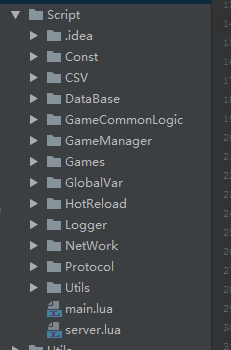 Script
.idea
Const
CSV
DataBase
GameCommonLogic
GameManager
Games
GlobalVar
HotReload
Logger
NetWork
Protocol
Utils
main.lua
server.lua